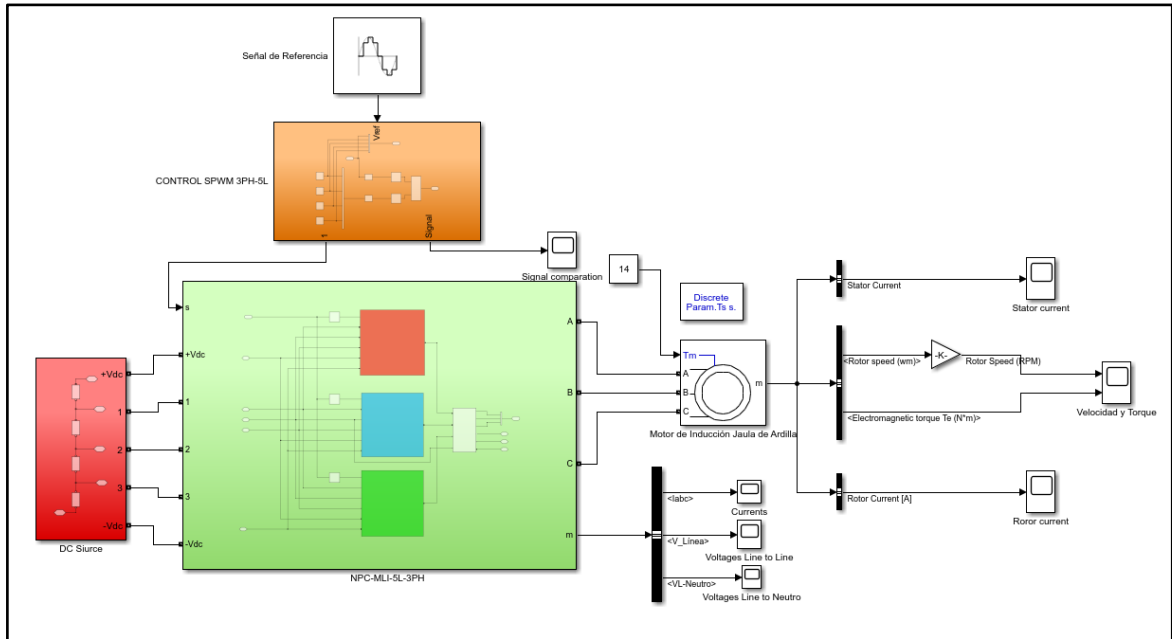 Señal de Referencia
Vref
CONTROL SPWM 3PH-5L
1
Signal
Signal comparation
14
Discrete
Param.Ts s.
s
+Vdc
1
2
3
-Vdc
A
B
C
m
+Vdc
1
2
3
-Vdc
DC Siurce
NPC-MLI-5L-3PH
Tm
A
B
C
m
Motor de Inducción Jaula de Ardilla
Stator Current
Stator current
<Rotor speed (wm)>
-K-
Rotor Speed (RPM)
<Electromagnetic torque Te (N*m)>
Velocidad y Torque
Rotor Current [A]
Roror current
<Iabc>
Currents
<V_Línea>
Voltages Line to Line
<VL-Neutro>
Voltages Line to Neutro